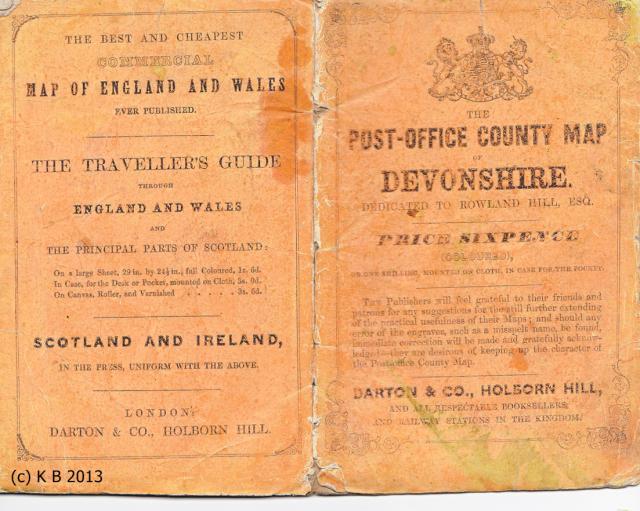 THE BEST AND CHEAPEST
COMMERCIAL
MAP OF ENGLAND AND WALES
EVER PUBLISHED.
THE TRAVELLER'S GUIDE
THROUGH
ENGLAND AND WALES
AND
THE PRINCIPAL PARTS OF SCOTLAND:
On a large Sheet, 29 in. by 24½ in., full Coloured, 1s. 6d.
In Case, for the Desk or Pocket, mounted on Cloth, 5s. 0d.
On Canvas, Roller, and Varnished . . . . . 3s. 6d.
SCOTLAND AND IRELAND,
IN THE PRESS, UNIFORM WITH THE ABOVE.
LONDON:
DARTON & CO., HOLBORN HILL.
THE
POST-OFFICE COUNTY MAP
OF
DEVONSHIRE.
DEDICATED TO ROWLAND HILL, ESQ.
PRICE SIXPENCE
(COLOURED),
OR ONE SHILLING, MOUNTED ON CLOTH, IN CASE FOR THE POCKET.
THE Publishers will feel grateful to their friends and
patrons for any suggestions for the still further extending
of the practical usefulness of their Maps; and should any
error of the engraver, such as a misspelt name, be found,
immediate correction will be made and gratefully acknow-
ledged they are desirous of keeping up the character of
the Post-office County Map.
DARTON & CO., HOLBORN HILL,
AND ALL RESPECTABLE BOOKSELLERS,
AND RAILWAY STATIONS IN THE KINGDOM.
(c) K B 2013